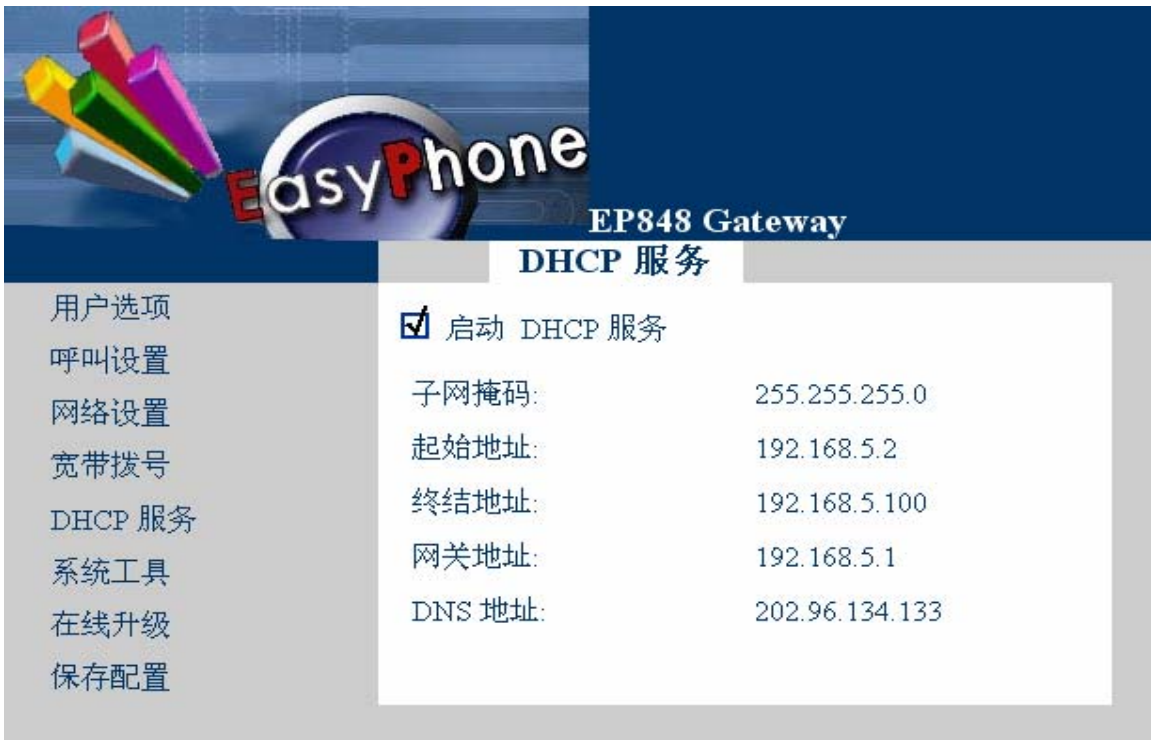 EasyPhone
EP848 Gateway
DHCP 服务
用户选项
呼叫设置
网络设置
宽带拨号
DHCP 服务
系统工具
在线升级
保存配置
启动 DHCP 服务
子网掩码: 255.255.255.0
起始地址: 192.168.5.2
终结地址: 192.168.5.100
网关地址: 192.168.5.1
DNS 地址: 202.96.134.133